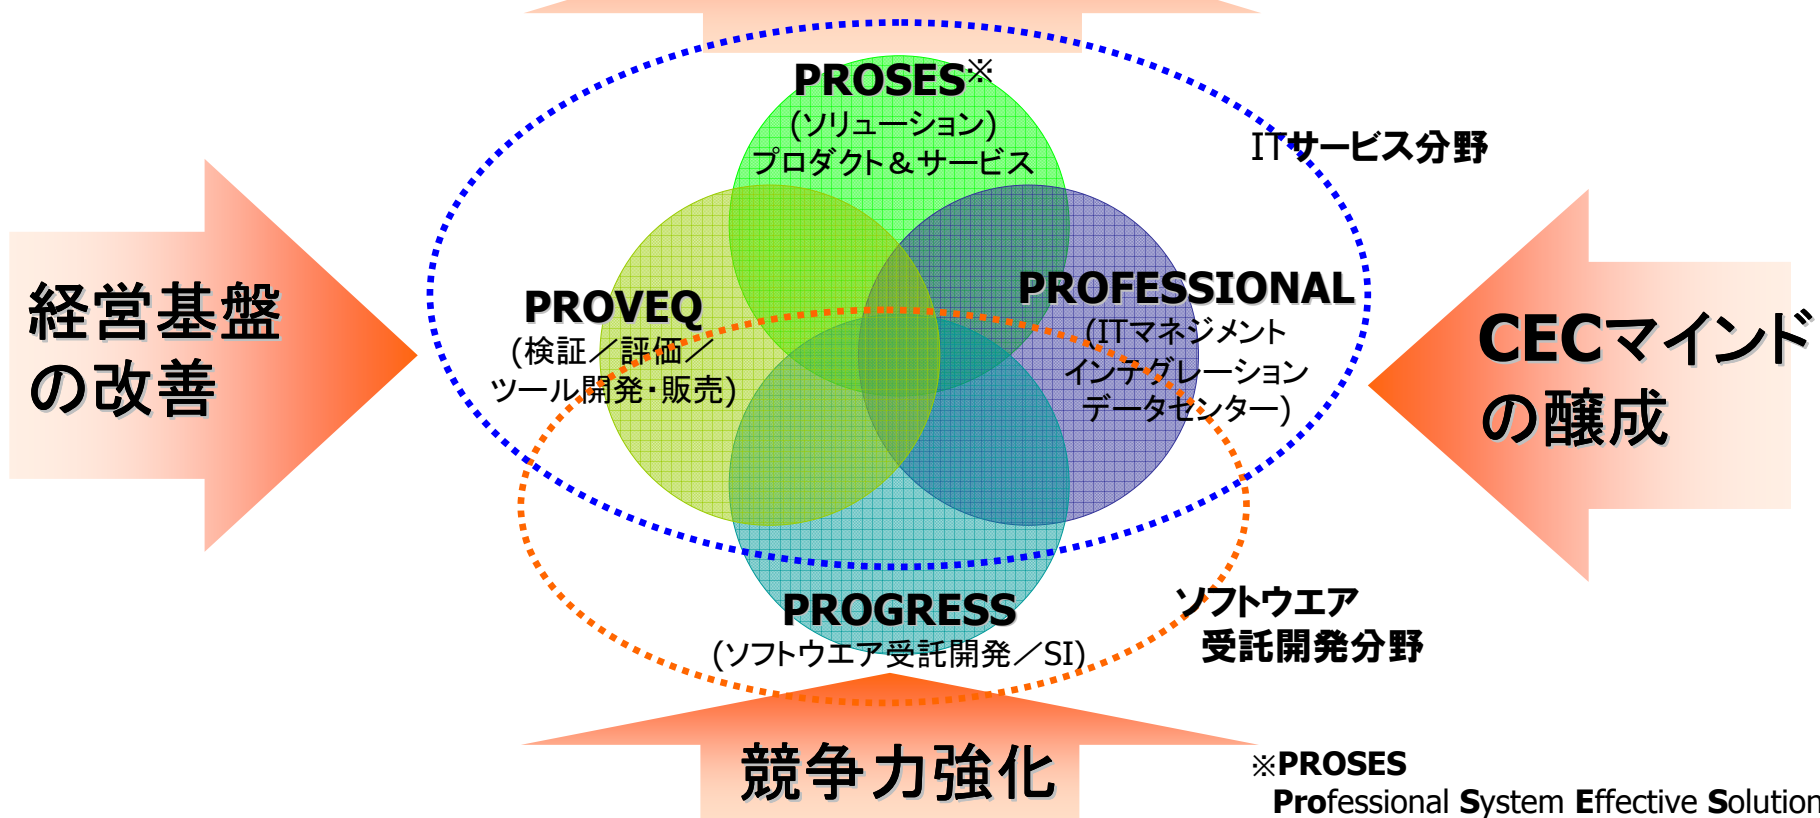 PROSES※
(ソリューション)
プロダクト＆サービス
ITサービス分野
経営基盤
の改善
PROVEQ
(検証／評価／
ツール開発・販売)
PROFESSIONAL
(ITマネジメント
インテグレーション
データセンター)
CECマインド
の醸成
PROGRESS
(ソフトウエア受託開発／SI)
ソフトウエア
受託開発分野
競争力強化
※PROSES
Professional System Effective Solution